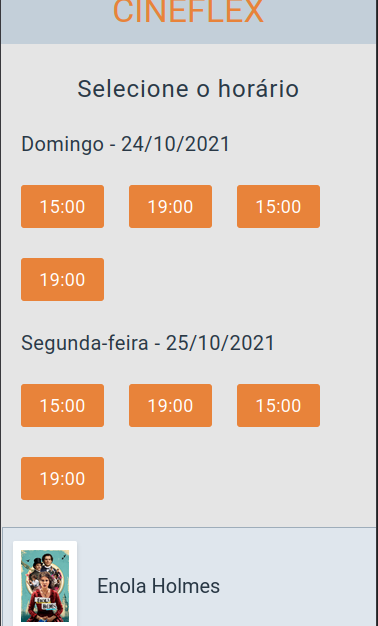 CINEFLEX
Selecione o horário
Domingo - 24/10/2021
15:00 19:00 15:00
19:00
Segunda-feira - 25/10/2021
15:00 19:00 15:00
19:00
Enola Holmes